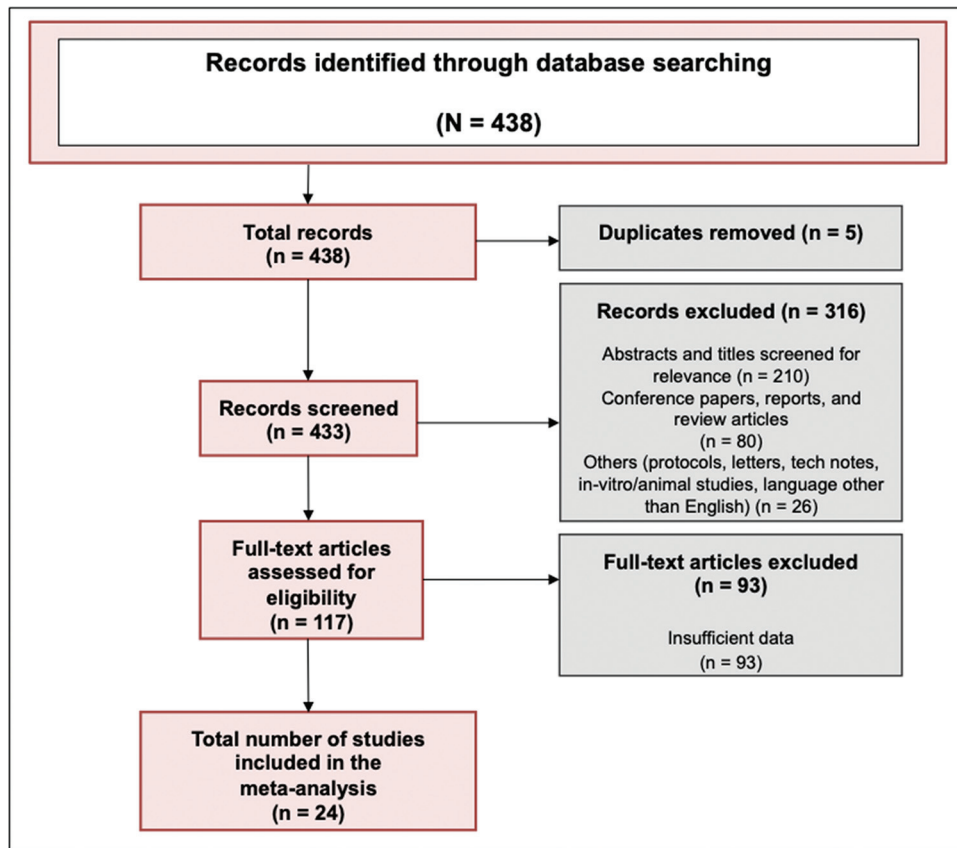 Records identified through database searching
(N = 438)
Total records
(n = 438)
Duplicates removed (n = 5)
Records excluded (n = 316)
Abstracts and titles screened for
relevance (n = 210)
Conference papers, reports, and
review articles
(n = 80)
Others (protocols, letters, tech notes,
in-vitro/animal studies, language other
than English) (n = 26)
Records screened
(n = 433)
Full-text articles
assessed for
eligibility
(n = 117)
Full-text articles excluded
(n = 93)
Insufficient data
(n = 93)
Total number of studies
included in the
meta-analysis
(n = 24)